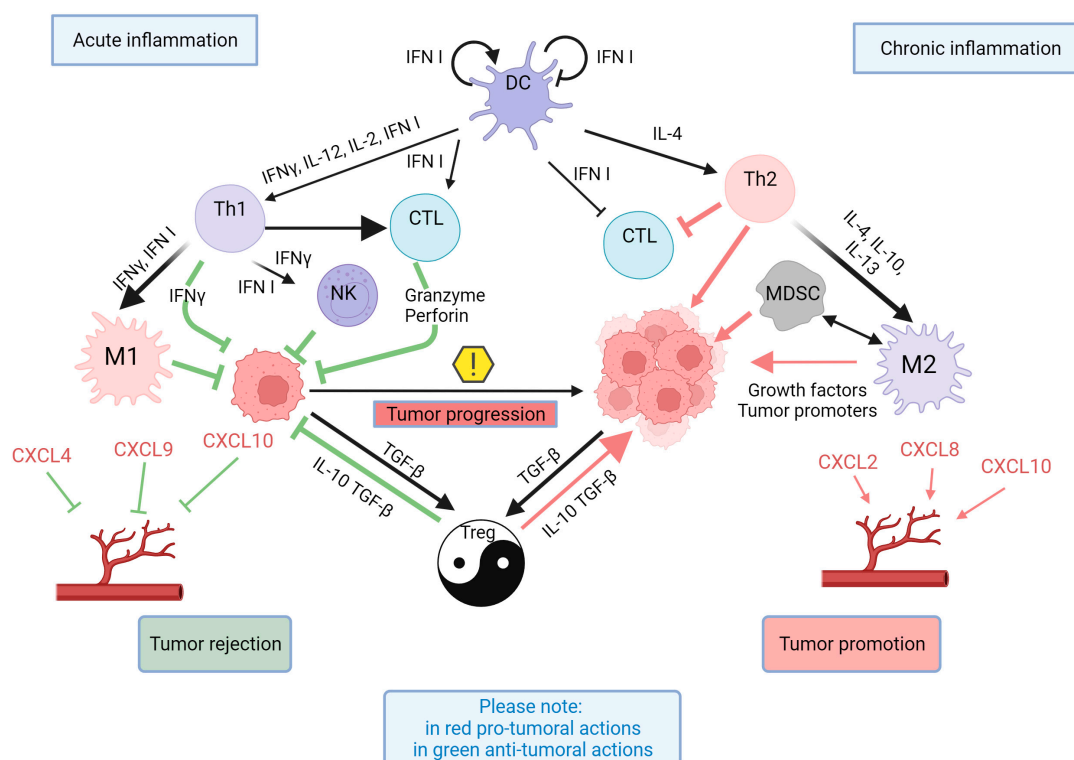 Acute inflammation
Chronic inflammation
IFN I
DC
IFN I
IFNγ, IL-12, IL-2, IFN I
IFN I
IL-4
IFN I
Th1
CTL
CTL
Th2
IFNγ, IFN I
IFNγ
IFNγ
IFN I
NK
Granzyme
Perforin
IL-4, IL-10,
IL-13
MDSC
M1
M2
!
Tumor progression
Growth factors
Tumor promoters
CXCL4
CXCL9
CXCL10
TGF-β
IL-10 TGF-β
TGF-β
IL-10 TGF-β
Treg
CXCL2
CXCL8
CXCL10
Tumor rejection
Tumor promotion
Please note:
in red pro-tumoral actions
in green anti-tumoral actions